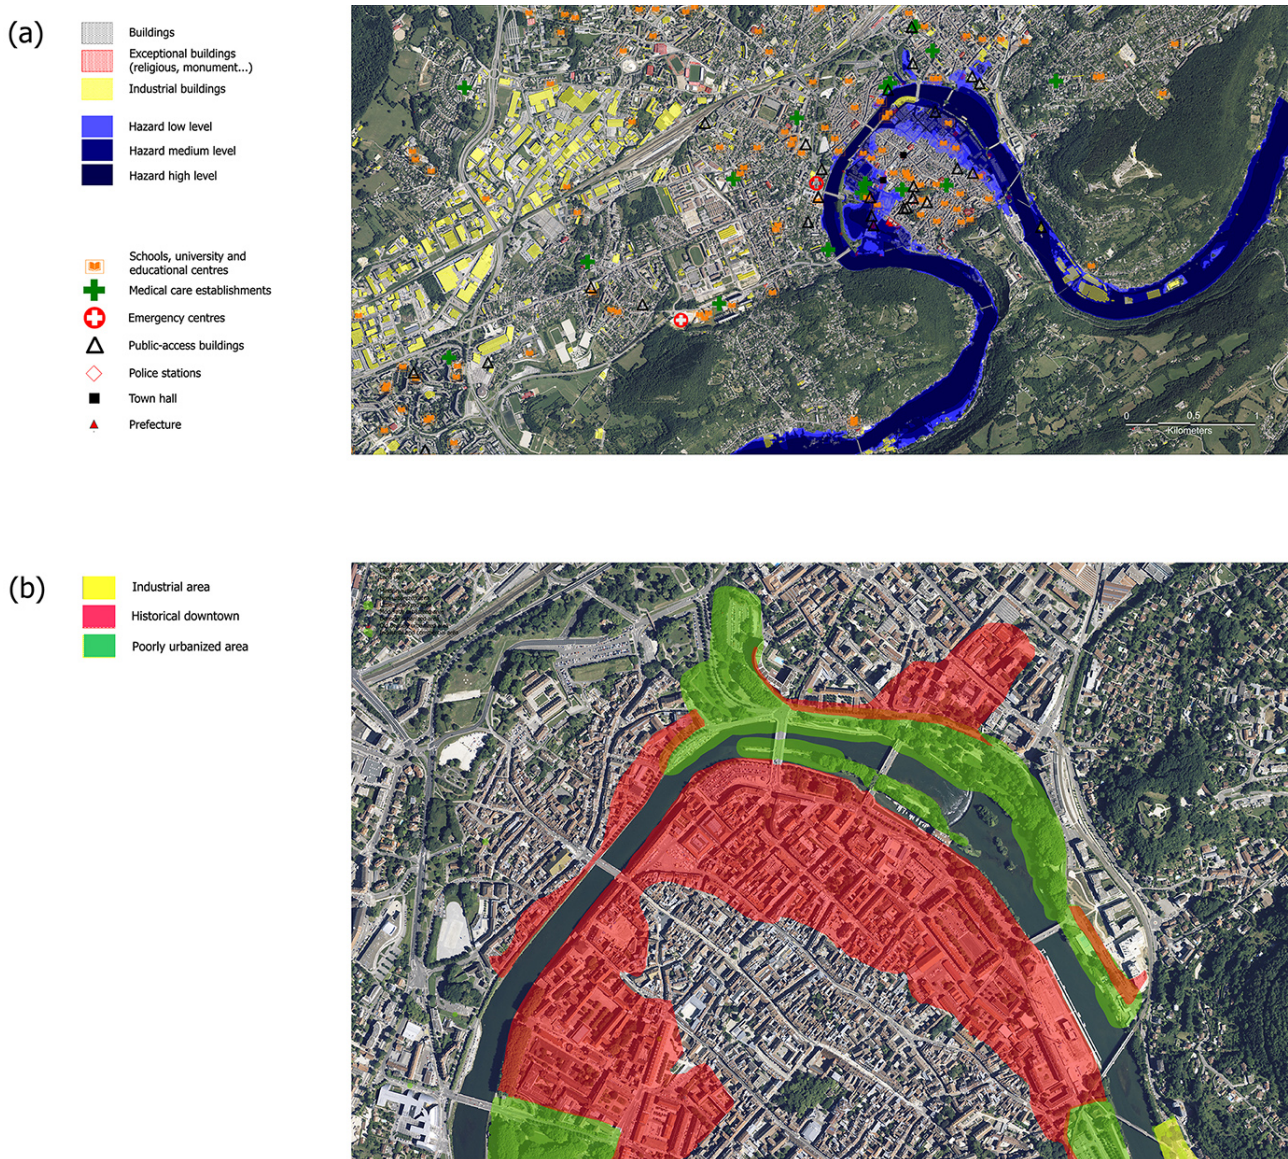 (a)
Buildings
Exceptional buildings
(religious, monument...)
Industrial buildings
Hazard low level
Hazard medium level
Hazard high level
Schools, university and
educational centres
Medical care establishments
Emergency centres
Public-access buildings
Police stations
Town hall
Prefecture
0 0,5 1
Kilometers
(b)
Industrial area
Historical downtown
Poorly urbanized area